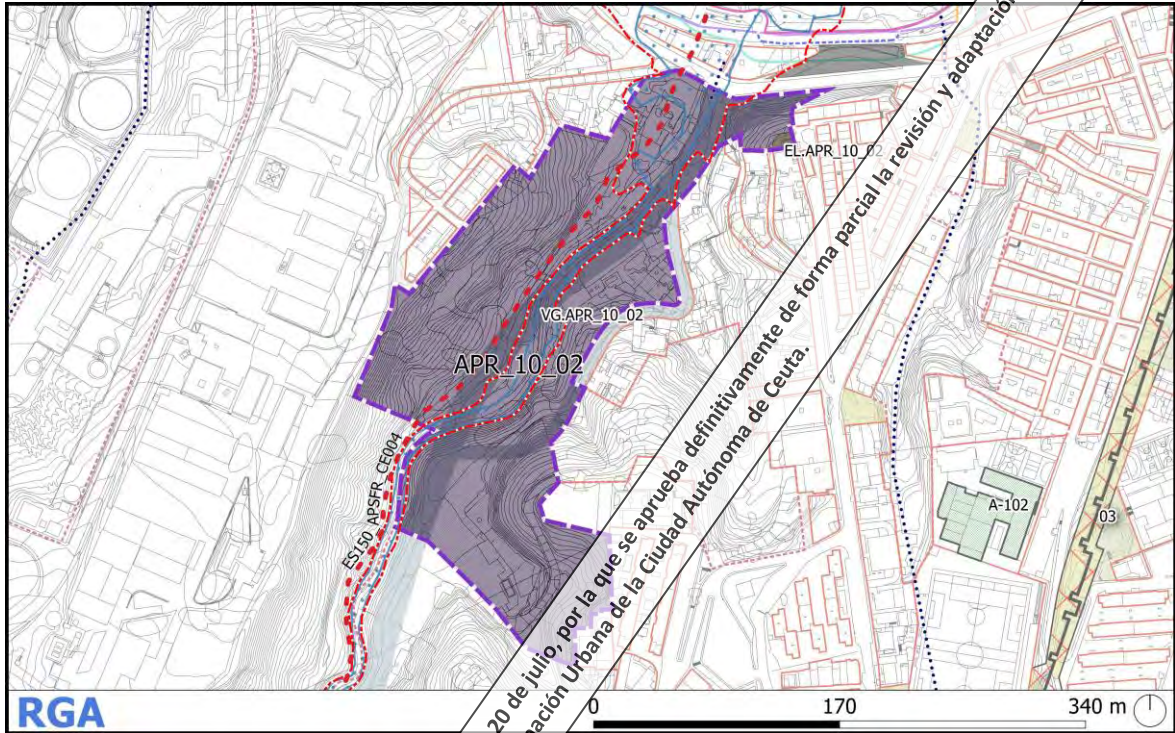 EL.APR_10_02
VG.APR_10_02
APR_10_02
ES150_APSFR_CE004
A-102
03
20 de julio, por la que se aprueba definitivamente de forma parcial la revisión y adaptación
nación Urbana de la Ciudad Autónoma de Ceuta.
RGA
0 170 340 m